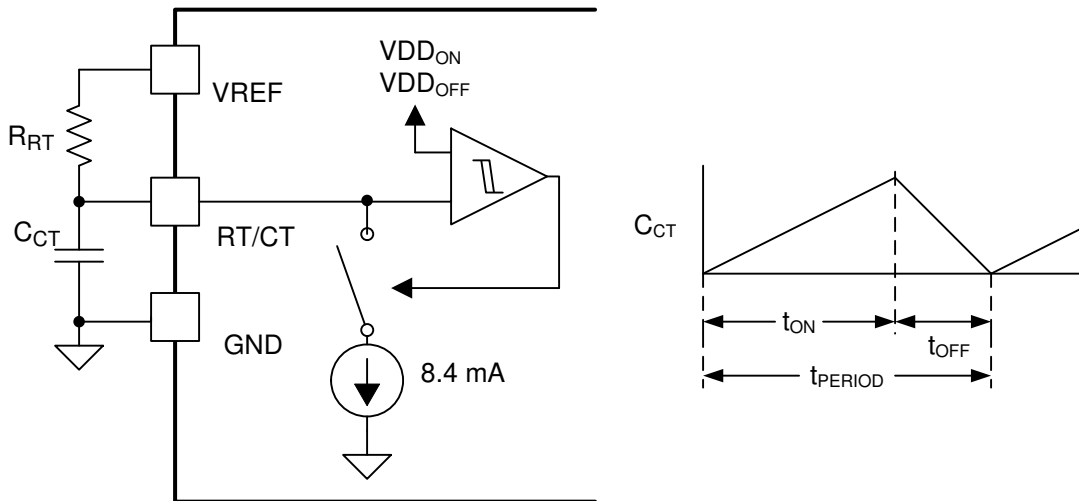 VDD_ON
VDD_OFF
VREF
R_RT
C_CT
RT/CT
GND
8.4 mA
C_CT
t_ON
t_OFF
t_PERIOD